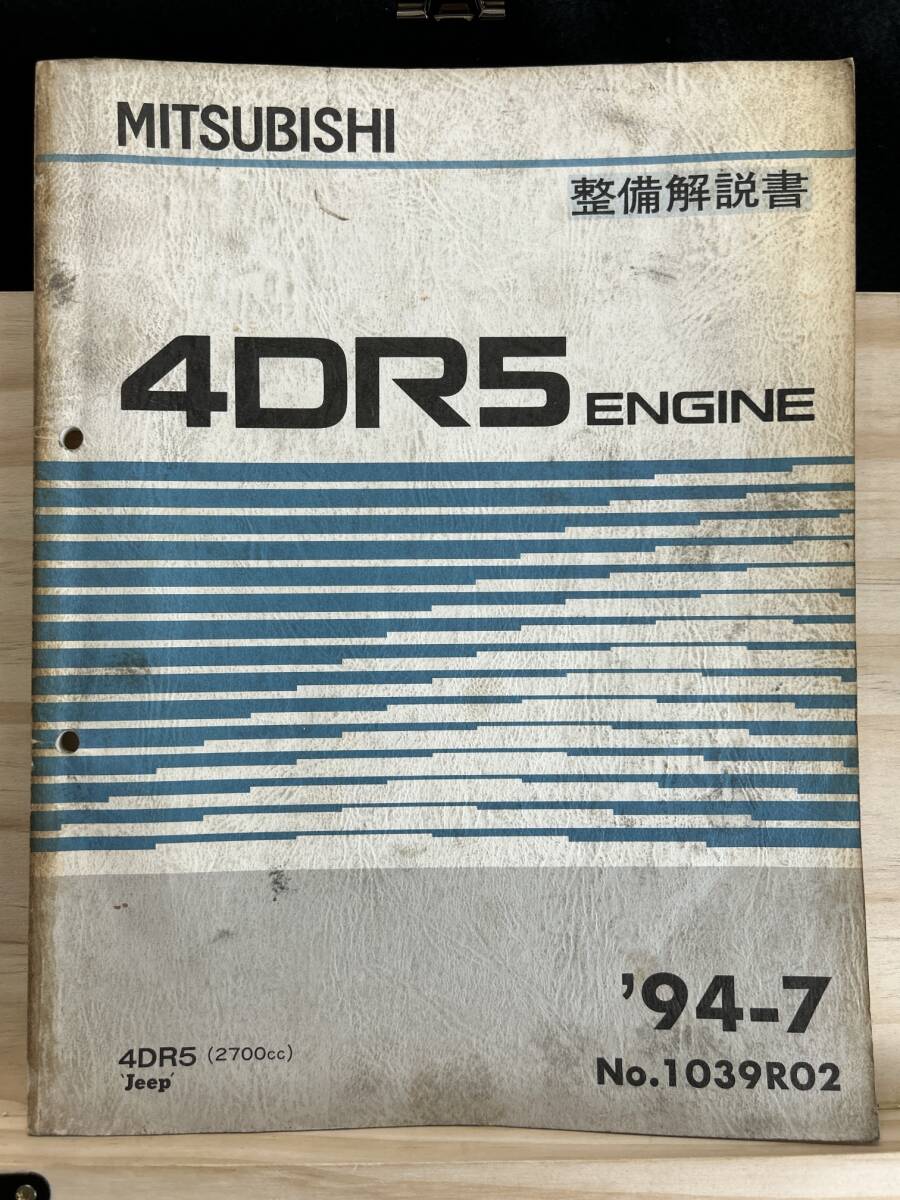 MITSUBISHI
整備解説書
4DR5 ENGINE
'94-7
4DR5 (2700cc)
'Jeep'
No.1039R02